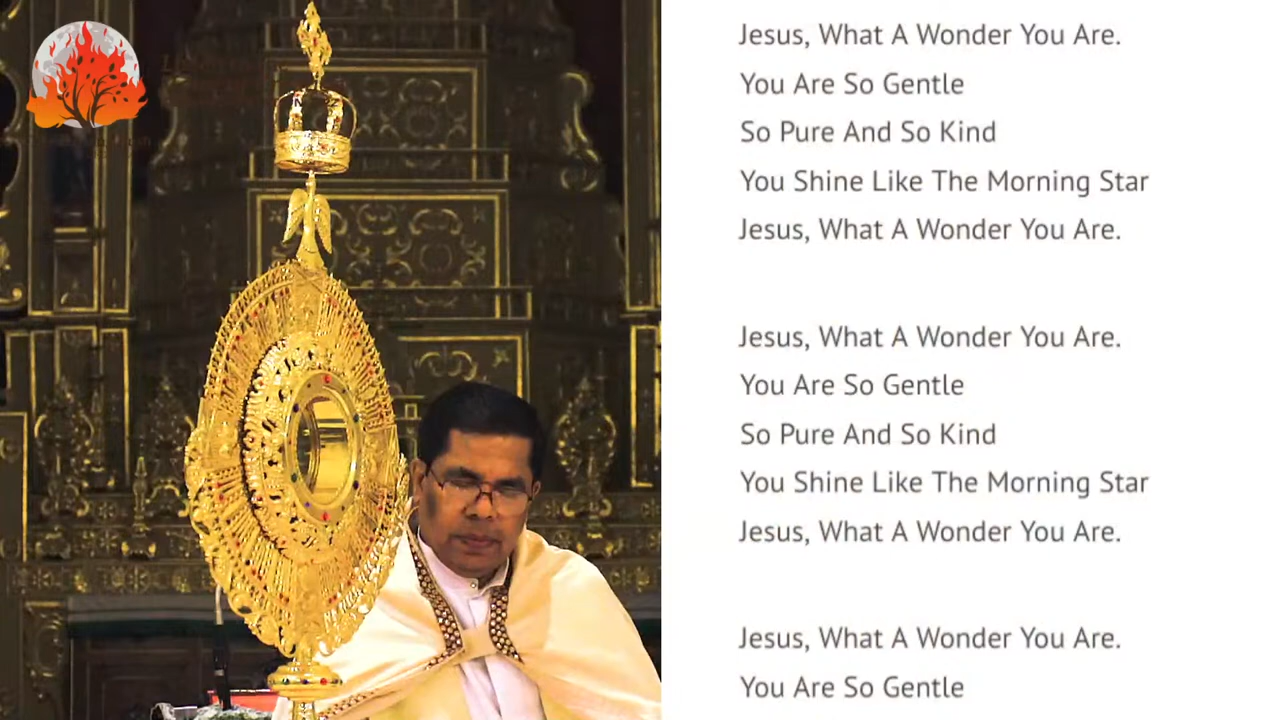 Jesus, What A Wonder You Are.
You Are So Gentle
So Pure And So Kind
You Shine Like The Morning Star
Jesus, What A Wonder You Are.
Jesus, What A Wonder You Are.
You Are So Gentle
So Pure And So Kind
You Shine Like The Morning Star
Jesus, What A Wonder You Are.
Jesus, What A Wonder You Are.
You Are So Gentle